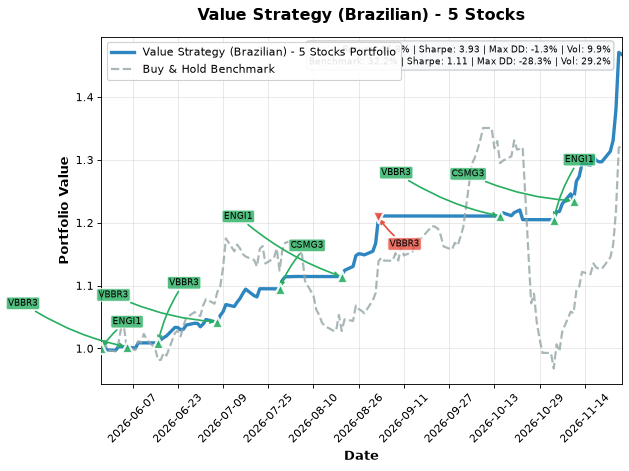 Value Strategy (Brazilian) - 5 Stocks
Value Strategy (Brazilian) - 5 Stocks Portfolio
Buy & Hold Benchmark
% | Sharpe: 3.93 | Max DD: -1.3% | Vol: 9.9%
Benchmark: 32.2% | Sharpe: 1.11 | Max DD: -28.3% | Vol: 29.2%
Portfolio Value
1.4
1.3
1.2
1.1
1.0
VBBR3
ENGI1
VBBR3
VBBR3
ENGI1
CSMG3
VBBR3
VBBR3
CSMG3
ENGI1
2026-06-07
2026-06-23
2026-07-09
2026-07-25
2026-08-10
2026-08-26
2026-09-11
2026-09-27
2026-10-13
2026-10-29
2026-11-14
Date